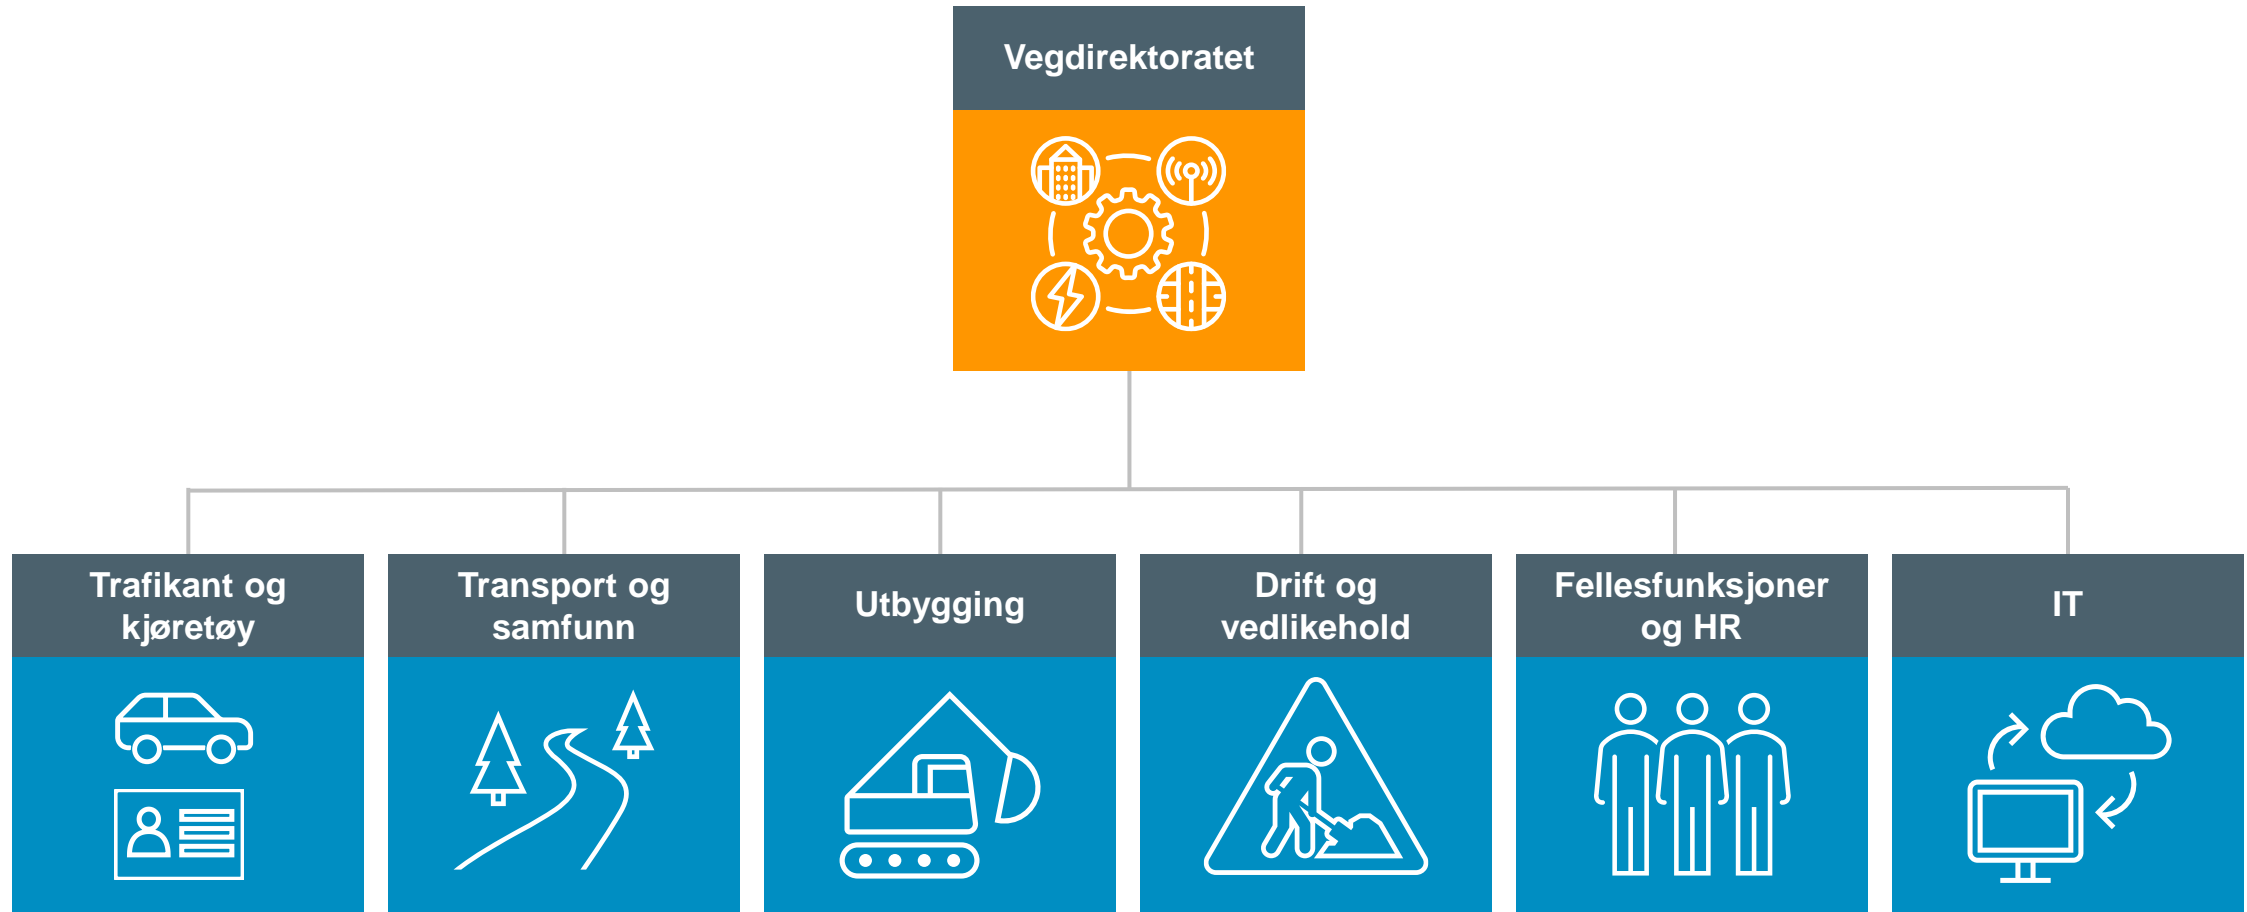 Vegdirektoratet
Trafikant og
kjøretøy
Transport og
samfunn
Utbygging
Drift og
vedlikehold
Fellesfunksjoner
og HR
IT